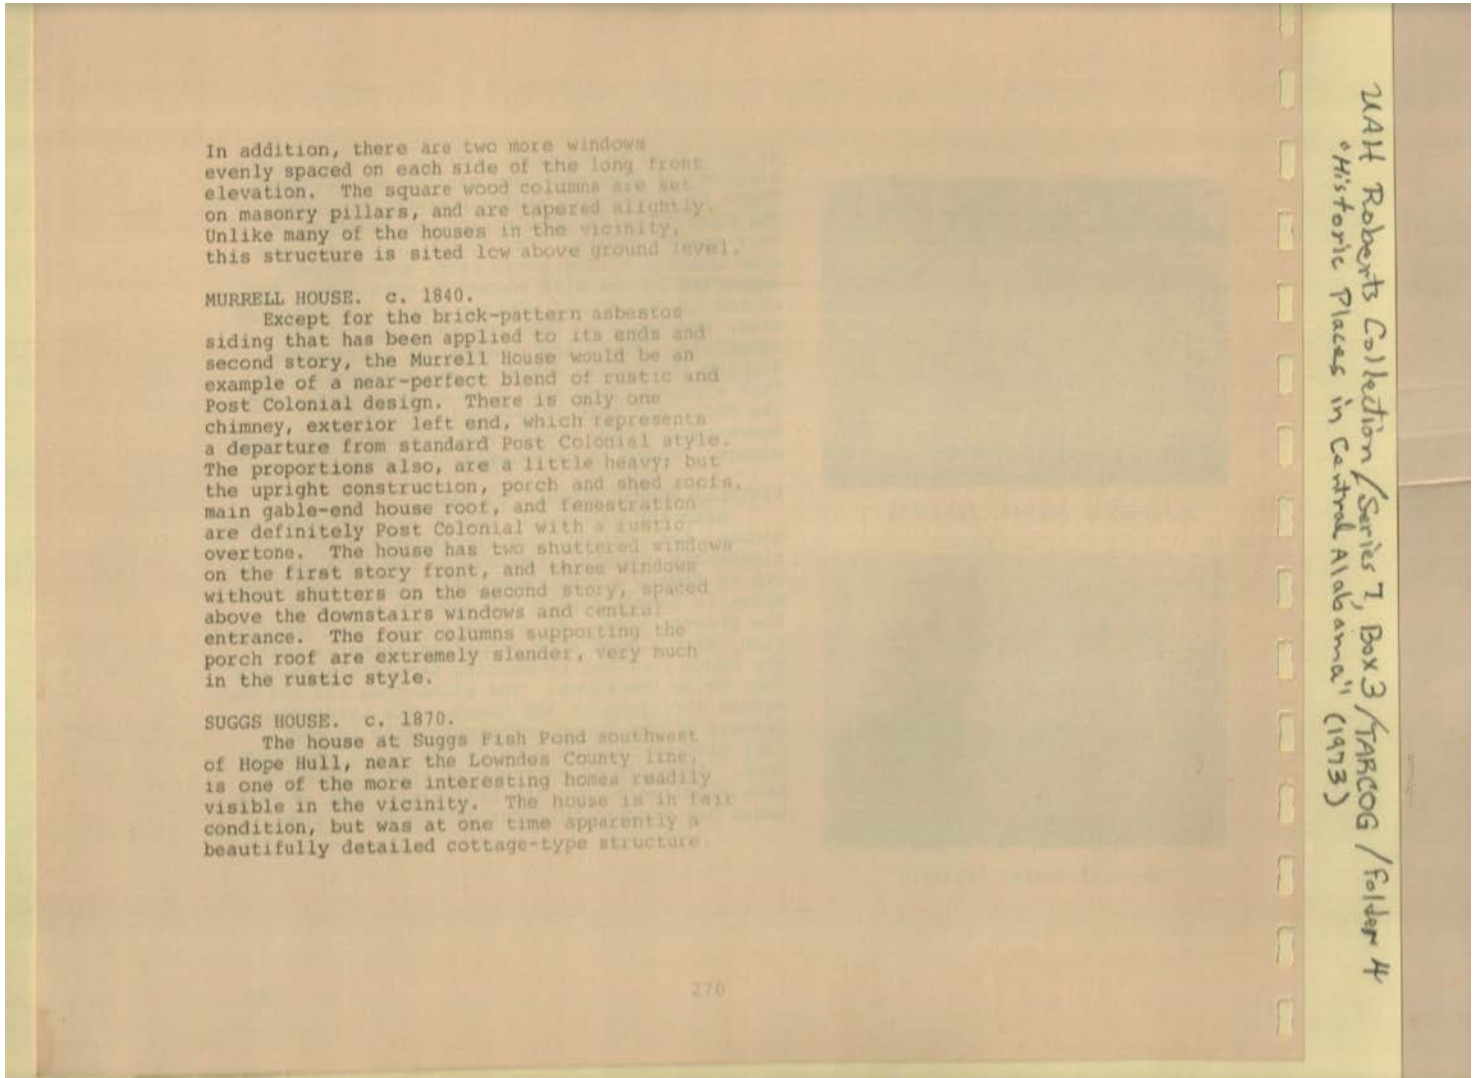 In addition, there are two more windows
evenly spaced on each side of the long front
elevation. The square wood columns are set
on masonry pillars, and are tapered slightly.
Unlike many of the houses in the vicinity,
this structure is sited low above ground level.
MURRELL HOUSE. c. 1840.
Except for the brick-pattern asbestos
siding that has been applied to its ends and
second story, the Murrell House would be an
example of a near-perfect blend of rustic and
Post Colonial design. There is only one
chimney, exterior left end, which represents
a departure from standard Post Colonial style.
The proportions also, are a little heavy; but
the upright construction, porch and shed roofs,
main gable-end house roof, and fenestration
are definitely Post Colonial with a rustic
overtone. The house has two shuttered windows
on the first story front, and three windows
without shutters on the second story, spaced
above the downstairs windows and central
entrance. The four columns supporting the
porch roof are extremely slender, very much
in the rustic style.
SUGGS HOUSE. c. 1870.
The house at Suggs Fish Pond southwest
of Hope Hull, near the Lowndes County line,
is one of the more interesting homes readily
visible in the vicinity. The house is in fair
condition, but was at one time apparently a
beautifully detailed cottage-type structure.
270
UAH Roberts Collection/Series 7, Box 3/TARCOG/Folder 4
"Historic Places in Central Alabama" (1973)